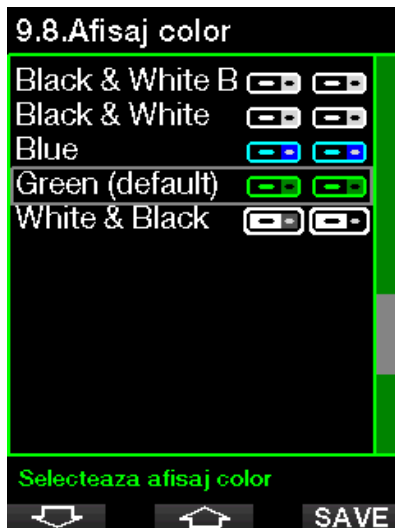 9.8.Afisaj color
Black & White B
Black & White
Blue
Green (default)
White & Black
Selecteaza afisaj color
SAVE